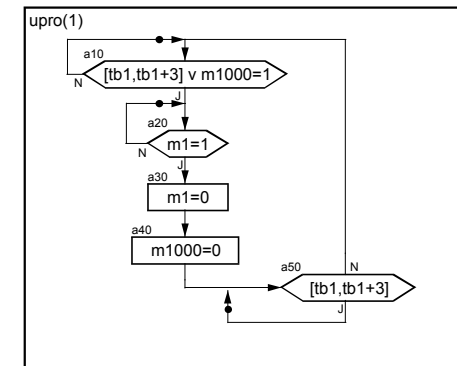 upro(1)
a10
[tb1,tb1+3] v m1000=1
N
J
a20
m1=1
N
J
a30
m1=0
a40
m1000=0
a50
N
[tb1,tb1+3]
J